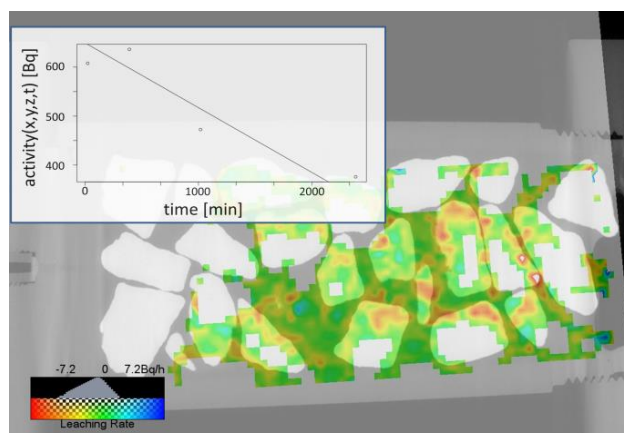 activity(x,y,z,t) [Bq]
600
500
400
0
1000
2000
time [min]
-7.2 0 7.2Bq/h
Leaching Rate